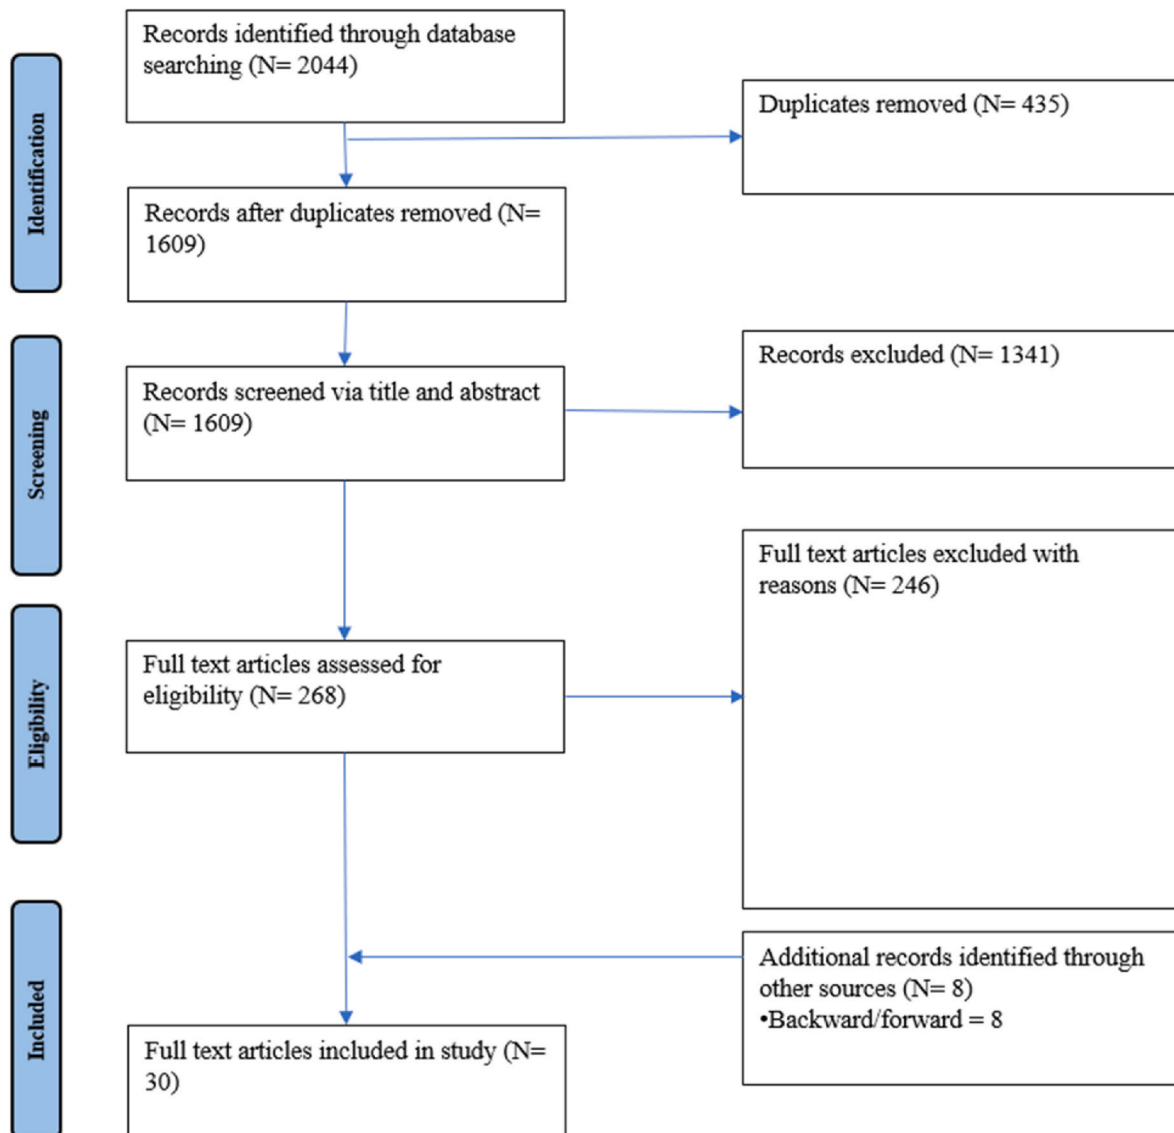 Identification
Records identified through database
searching (N= 2044)
Duplicates removed (N= 435)
Records after duplicates removed (N=
1609)
Screening
Records screened via title and abstract
(N= 1609)
Records excluded (N= 1341)
Eligibility
Full text articles assessed for
eligibility (N= 268)
Full text articles excluded with
reasons (N= 246)
Included
Additional records identified through
other sources (N= 8)
•Backward/forward = 8
Full text articles included in study (N=
30)